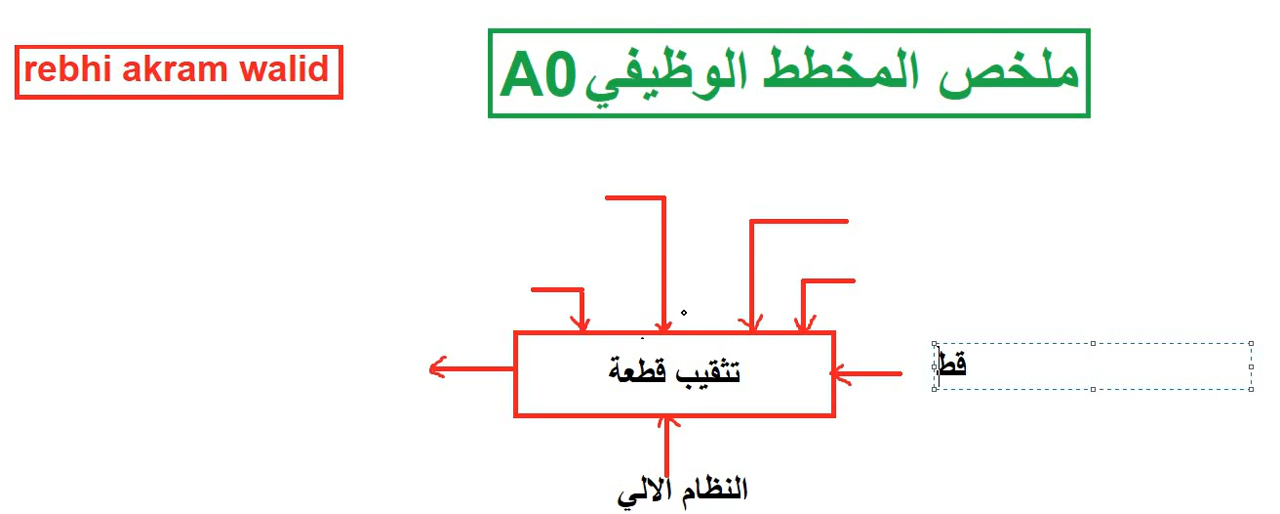 rebhi akram walid
ملخص المخطط الوظيفي A0
تثقيب قطعة
قط
النظام الالي